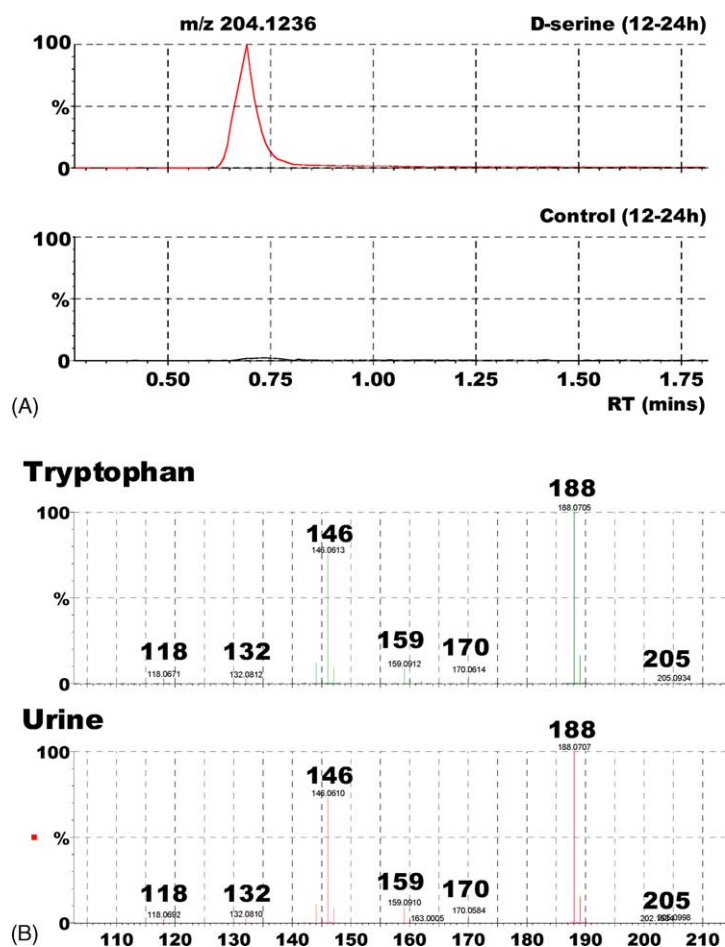 m/z 204.1236 D-serine (12-24h)
100
%
0
Control (12-24h)
100
%
0
0.50 0.75 1.00 1.25 1.50 1.75
RT (mins)
(A)
Tryptophan
188
100 188.0705
146
146.0613
%
118 132 159 170 205
118.0671 132.0812 159.0912 170.0614 205.0934
0
Urine
188
100 188.0707
146
146.0610
%
118 132 159 170 205
118.0692 132.0810 159.0910 163.0005 170.0584 205.0998
0
(B) 110 120 130 140 150 160 170 180 190 200 21